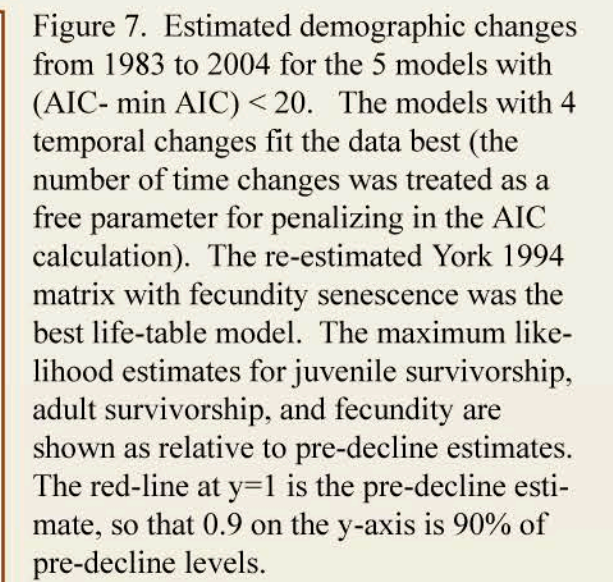 Figure 7.  Estimated demographic changes
from 1983 to 2004 for the 5 models with
(AIC- min AIC) < 20.   The models with 4
temporal changes fit the data best (the
number of time changes was treated as a
free parameter for penalizing in the AIC
calculation).  The re-estimated York 1994
matrix with fecundity senescence was the
best life-table model.  The maximum like-
lihood estimates for juvenile survivorship,
adult survivorship, and fecundity are
shown as relative to pre-decline estimates.
The red-line at y=1 is the pre-decline esti-
mate, so that 0.9 on the y-axis is 90% of
pre-decline levels.